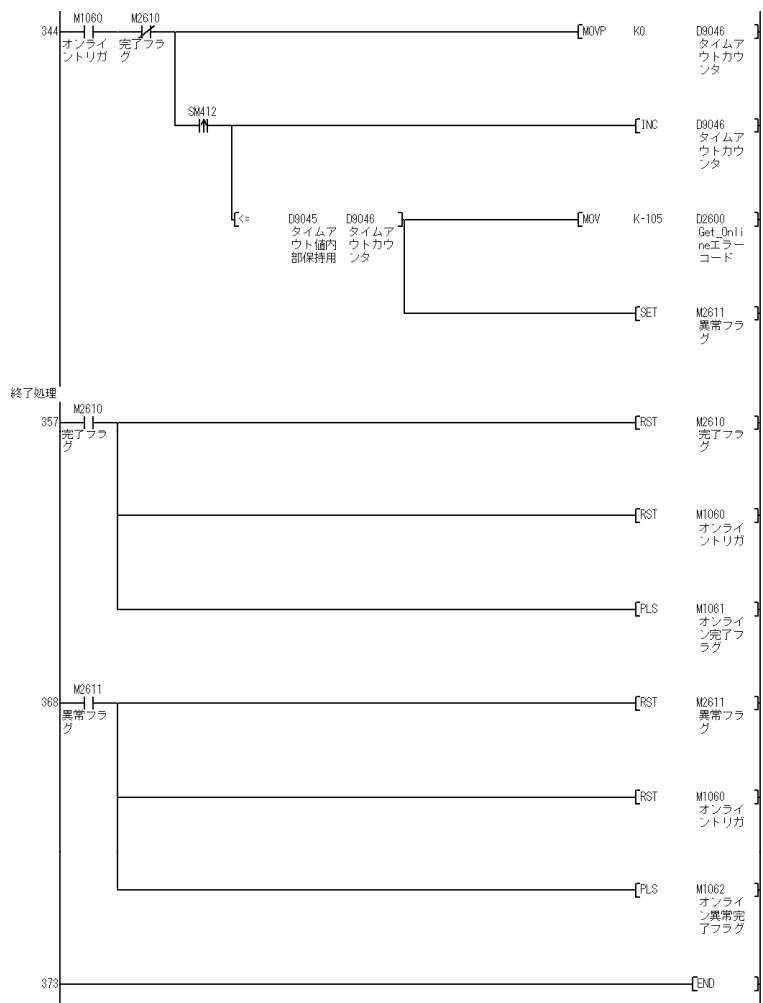 M1060 M2610
344 [MOVP K0 D9046 ]
オンライ 完了フラ タイムア
ントリガ グ ウトカウ
ンタ
SM412
[INC D9046 ]
タイムア
ウトカウ
ンタ
[<= D9045 D9046 ] [MOV K-105 D2600 ]
タイムア タイムア Get_Onli
ウト値内 ウトカウ neエラー
部保持用 ンタ コード
[SET M2611 ]
異常フラ
グ
終了処理
M2610
357 [RST M2610 ]
完了フラ 完了フラ
グ グ
[RST M1060 ]
オンライ
ントリガ
[PLS M1061 ]
オンライ
ン完了フ
ラグ
M2611
368 [RST M2611 ]
異常フラ 異常フラ
グ グ
[RST M1060 ]
オンライ
ントリガ
[PLS M1062 ]
オンライ
ン異常完
了フラグ
373 [END ]